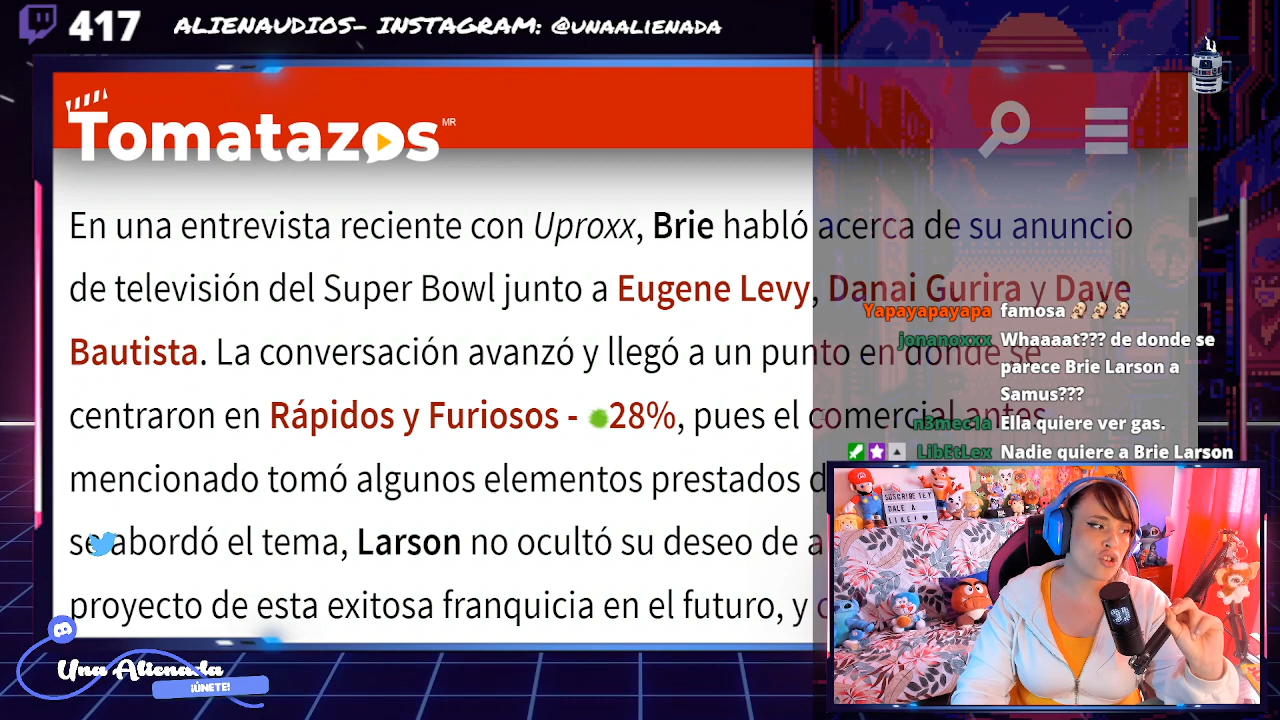 417
ALIENAUDIOS- INSTAGRAM: @UNAALIENADA
Tomatazos MR
En una entrevista reciente con Uproxx, Brie habló acerca de su anuncio
de televisión del Super Bowl junto a Eugene Levy, Danai Gurira y Dave
Bautista. La conversación avanzó y llegó a un punto en donde se
centraron en Rápidos y Furiosos - 28%, pues el comercial antes
mencionado tomó algunos elementos prestados d
se abordó el tema, Larson no ocultó su deseo de a
proyecto de esta exitosa franquicia en el futuro, y
Yapayapayapa famosa
jonanoxxx Whaaaat??? de donde se
parece Brie Larson a
Samus???
n3mec1a Ella quiere ver gas.
LibEtLex Nadie quiere a Brie Larson
SUSCRIBETEY
DALE A
LIKE!
Una Alienada
¡ÚNETE!